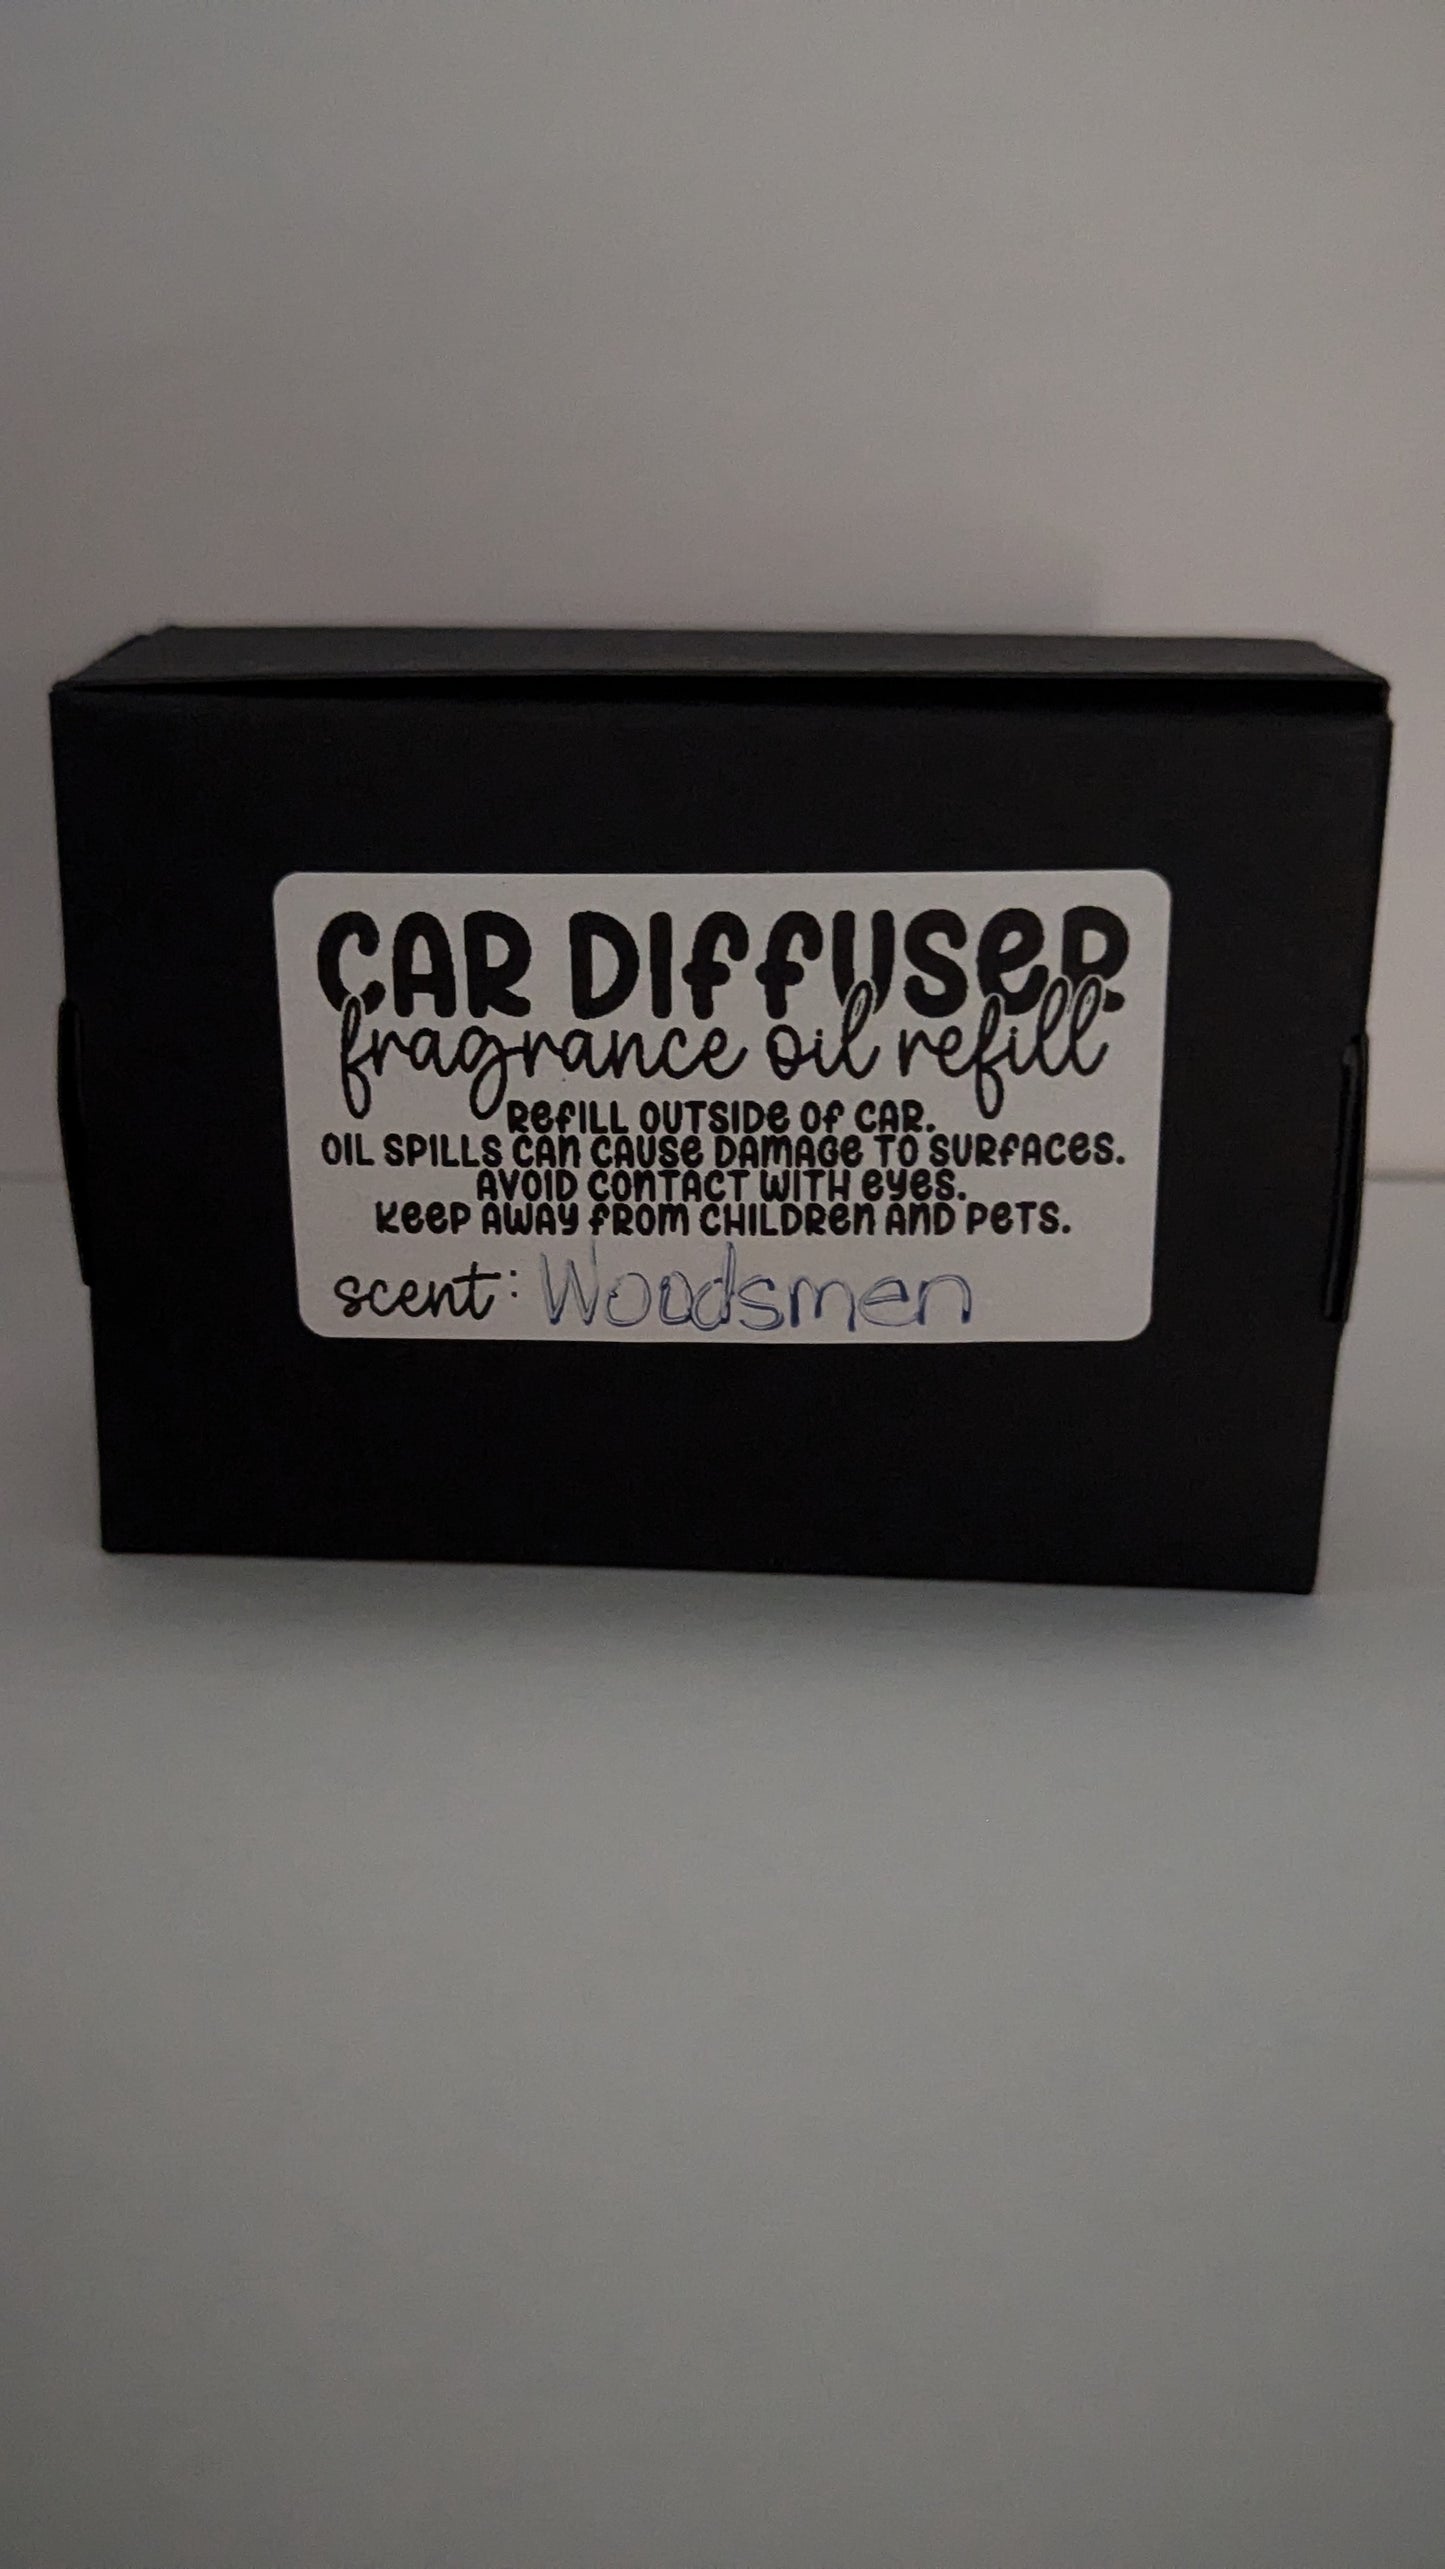 CAR DIFFUSER
fragrance oil refill
REFILL OUTSIDE OF CAR.
OIL SPILLS CAN CAUSE DAMAGE TO SURFACES.
AVOID CONTACT WITH EYES.
KEEP AWAY FROM CHILDREN AND PETS.
scent: Woodsmen